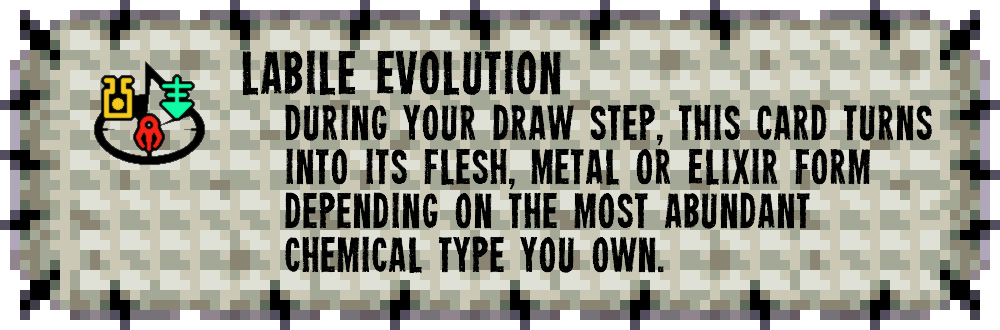 LABILE EVOLUTION
DURING YOUR DRAW STEP, THIS CARD TURNS
INTO ITS FLESH, METAL OR ELIXIR FORM
DEPENDING ON THE MOST ABUNDANT
CHEMICAL TYPE YOU OWN.